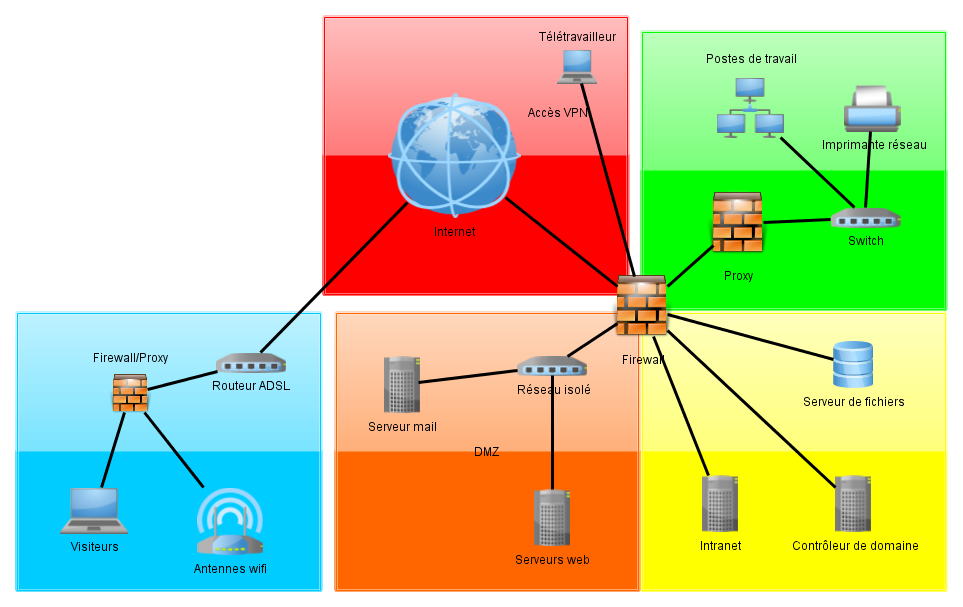 Télétravailleur
Accès VPN
Internet
Postes de travail
Imprimante réseau
Switch
Proxy
Firewall
Firewall/Proxy
Routeur ADSL
Visiteurs
Antennes wifi
Serveur mail
Réseau isolé
DMZ
Serveurs web
Serveur de fichiers
Intranet
Contrôleur de domaine